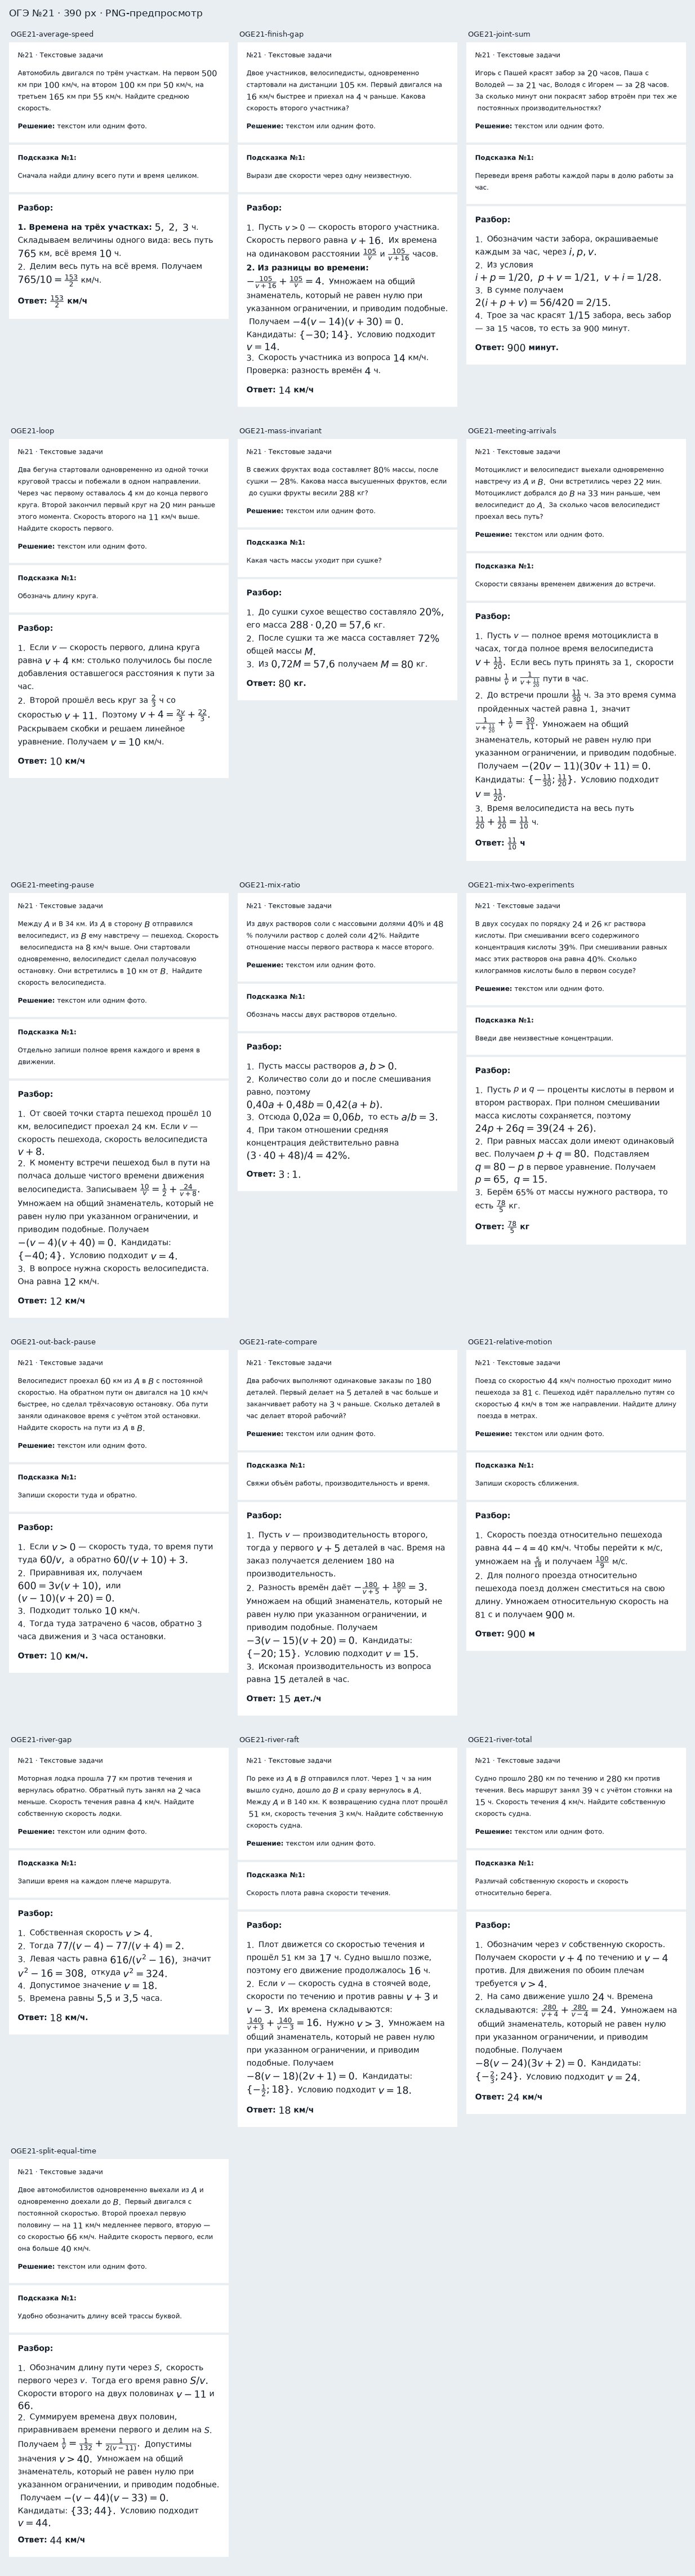 ОГЭ №21 · 390 px · PNG-предпросмотр
OGE21-average-speed
№21 · Текстовые задачи
Автомобиль двигался по трём участкам. На первом 500
км при 100 км/ч, на втором 100 км при 50 км/ч, на
третьем 165 км при 55 км/ч. Найдите среднюю
скорость.
Решение: текстом или одним фото.
Подсказка №1:
Сначала найди длину всего пути и время целиком.
Разбор:
1. Времена на трёх участках: 5, 2, 3 ч.
Складываем величины одного вида: весь путь
765 км, всё время 10 ч.
2. Делим весь путь на всё время. Получаем
765/10 = 153/2 км/ч.
Ответ: 153/2 км/ч
OGE21-finish-gap
№21 · Текстовые задачи
Двое участников, велосипедисты, одновременно
стартовали на дистанции 105 км. Первый двигался на
16 км/ч быстрее и приехал на 4 ч раньше. Какова
скорость второго участника?
Решение: текстом или одним фото.
Подсказка №1:
Вырази две скорости через одну неизвестную.
Разбор:
1. Пусть v > 0 — скорость второго участника.
Скорость первого равна v + 16. Их времена
на одинаковом расстоянии 105/v и 105/(v+16) часов.
2. Из разницы во времени:
−105/(v+16) + 105/v = 4. Умножаем на общий
знаменатель, который не равен нулю при
указанном ограничении, и приводим подобные.
Получаем −4(v − 14)(v + 30) = 0.
Кандидаты: {−30; 14}. Условию подходит
v = 14.
3. Скорость участника из вопроса 14 км/ч.
Проверка: разность времён 4 ч.
Ответ: 14 км/ч
OGE21-joint-sum
№21 · Текстовые задачи
Игорь с Пашей красят забор за 20 часов, Паша с
Володей — за 21 час, Володя с Игорем — за 28 часов.
За сколько минут они покрасят забор втроём при тех же
постоянных производительностях?
Решение: текстом или одним фото.
Подсказка №1:
Переведи время работы каждой пары в долю работы за
час.
Разбор:
1. Обозначим части забора, окрашиваемые
каждым за час, через i, p, v.
2. Из условия
i + p = 1/20, p + v = 1/21, v + i = 1/28.
3. В сумме получаем
2(i + p + v) = 56/420 = 2/15.
4. Трое за час красят 1/15 забора, весь забор
— за 15 часов, то есть за 900 минут.
Ответ: 900 минут.
OGE21-loop
№21 · Текстовые задачи
Два бегуна стартовали одновременно из одной точки
круговой трассы и побежали в одном направлении.
Через час первому оставалось 4 км до конца первого
круга. Второй закончил первый круг на 20 мин раньше
этого момента. Скорость второго на 11 км/ч выше.
Найдите скорость первого.
Решение: текстом или одним фото.
Подсказка №1:
Обозначь длину круга.
Разбор:
1. Если v — скорость первого, длина круга
равна v + 4 км: столько получилось бы после
добавления оставшегося расстояния к пути за
час.
2. Второй прошёл весь круг за 2/3 ч со
скоростью v + 11. Поэтому v + 4 = 2v/3 + 22/3.
Раскрываем скобки и решаем линейное
уравнение. Получаем v = 10 км/ч.
Ответ: 10 км/ч
OGE21-mass-invariant
№21 · Текстовые задачи
В свежих фруктах вода составляет 80% массы, после
сушки — 28%. Какова масса высушенных фруктов, если
до сушки фрукты весили 288 кг?
Решение: текстом или одним фото.
Подсказка №1:
Какая часть массы уходит при сушке?
Разбор:
1. До сушки сухое вещество составляло 20%,
его масса 288 · 0,20 = 57,6 кг.
2. После сушки та же масса составляет 72%
общей массы M.
3. Из 0,72M = 57,6 получаем M = 80 кг.
Ответ: 80 кг.
OGE21-meeting-arrivals
№21 · Текстовые задачи
Мотоциклист и велосипедист выехали одновременно
навстречу из A и B. Они встретились через 22 мин.
Мотоциклист добрался до B на 33 мин раньше, чем
велосипедист до A. За сколько часов велосипедист
проехал весь путь?
Решение: текстом или одним фото.
Подсказка №1:
Скорости связаны временем движения до встречи.
Разбор:
1. Пусть v — полное время мотоциклиста в
часах, тогда полное время велосипедиста
v + 11/20. Если весь путь принять за 1, скорости
равны 1/v и 1/(v+11/20) пути в час.
2. До встречи прошли 11/30 ч. За это время сумма
пройденных частей равна 1, значит
1/(v+11/20) + 1/v = 30/11. Умножаем на общий
знаменатель, который не равен нулю при
указанном ограничении, и приводим подобные.
Получаем −(20v − 11)(30v + 11) = 0.
Кандидаты: {−11/30; 11/20}. Условию подходит
v = 11/20.
3. Время велосипедиста на весь путь
11/20 + 11/20 = 11/10 ч.
Ответ: 11/10 ч
OGE21-meeting-pause
№21 · Текстовые задачи
Между A и B 34 км. Из A в сторону B отправился
велосипедист, из B ему навстречу — пешеход. Скорость
велосипедиста на 8 км/ч выше. Они стартовали
одновременно, велосипедист сделал получасовую
остановку. Они встретились в 10 км от B. Найдите
скорость велосипедиста.
Решение: текстом или одним фото.
Подсказка №1:
Отдельно запиши полное время каждого и время в
движении.
Разбор:
1. От своей точки старта пешеход прошёл 10
км, велосипедист проехал 24 км. Если v —
скорость пешехода, скорость велосипедиста
v + 8.
2. К моменту встречи пешеход был в пути на
полчаса дольше чистого времени движения
велосипедиста. Записываем 10/v = 1/2 + 24/(v+8).
Умножаем на общий знаменатель, который не
равен нулю при указанном ограничении, и
приводим подобные. Получаем
−(v − 4)(v + 40) = 0. Кандидаты:
{−40; 4}. Условию подходит v = 4.
3. В вопросе нужна скорость велосипедиста.
Она равна 12 км/ч.
Ответ: 12 км/ч
OGE21-mix-ratio
№21 · Текстовые задачи
Из двух растворов соли с массовыми долями 40% и 48
% получили раствор с долей соли 42%. Найдите
отношение массы первого раствора к массе второго.
Решение: текстом или одним фото.
Подсказка №1:
Обозначь массы двух растворов отдельно.
Разбор:
1. Пусть массы растворов a, b > 0.
2. Количество соли до и после смешивания
равно, поэтому
0,40a + 0,48b = 0,42(a + b).
3. Отсюда 0,02a = 0,06b, то есть a/b = 3.
4. При таком отношении средняя
концентрация действительно равна
(3 · 40 + 48)/4 = 42%.
Ответ: 3 : 1.
OGE21-mix-two-experiments
№21 · Текстовые задачи
В двух сосудах по порядку 24 и 26 кг раствора
кислоты. При смешивании всего содержимого
концентрация кислоты 39%. При смешивании равных
масс этих растворов она равна 40%. Сколько
килограммов кислоты было в первом сосуде?
Решение: текстом или одним фото.
Подсказка №1:
Введи две неизвестные концентрации.
Разбор:
1. Пусть p и q — проценты кислоты в первом и
втором растворах. При полном смешивании
масса кислоты сохраняется, поэтому
24p + 26q = 39(24 + 26).
2. При равных массах доли имеют одинаковый
вес. Получаем p + q = 80. Подставляем
q = 80 − p в первое уравнение. Получаем
p = 65, q = 15.
3. Берём 65% от массы нужного раствора, то
есть 78/5 кг.
Ответ: 78/5 кг
OGE21-out-back-pause
№21 · Текстовые задачи
Велосипедист проехал 60 км из A в B с постоянной
скоростью. На обратном пути он двигался на 10 км/ч
быстрее, но сделал трёхчасовую остановку. Оба пути
заняли одинаковое время с учётом этой остановки.
Найдите скорость на пути из A в B.
Решение: текстом или одним фото.
Подсказка №1:
Запиши скорости туда и обратно.
Разбор:
1. Если v > 0 — скорость туда, то время пути
туда 60/v, а обратно 60/(v + 10) + 3.
2. Приравнивая их, получаем
600 = 3v(v + 10), или
(v − 10)(v + 20) = 0.
3. Подходит только 10 км/ч.
4. Тогда туда затрачено 6 часов, обратно 3
часа движения и 3 часа остановки.
Ответ: 10 км/ч.
OGE21-rate-compare
№21 · Текстовые задачи
Два рабочих выполняют одинаковые заказы по 180
деталей. Первый делает на 5 деталей в час больше и
заканчивает работу на 3 ч раньше. Сколько деталей в
час делает второй рабочий?
Решение: текстом или одним фото.
Подсказка №1:
Свяжи объём работы, производительность и время.
Разбор:
1. Пусть v — производительность второго,
тогда у первого v + 5 деталей в час. Время на
заказ получается делением 180 на
производительность.
2. Разность времён даёт −180/(v+5) + 180/v = 3.
Умножаем на общий знаменатель, который не
равен нулю при указанном ограничении, и
приводим подобные. Получаем
−3(v − 15)(v + 20) = 0. Кандидаты:
{−20; 15}. Условию подходит v = 15.
3. Искомая производительность из вопроса
равна 15 деталей в час.
Ответ: 15 дет./ч
OGE21-relative-motion
№21 · Текстовые задачи
Поезд со скоростью 44 км/ч полностью проходит мимо
пешехода за 81 с. Пешеход идёт параллельно путям со
скоростью 4 км/ч в том же направлении. Найдите длину
поезда в метрах.
Решение: текстом или одним фото.
Подсказка №1:
Запиши скорость сближения.
Разбор:
1. Скорость поезда относительно пешехода
равна 44 − 4 = 40 км/ч. Чтобы перейти к м/с,
умножаем на 5/18 и получаем 100/9 м/с.
2. Для полного проезда относительно
пешехода поезд должен сместиться на свою
длину. Умножаем относительную скорость на
81 с и получаем 900 м.
Ответ: 900 м
OGE21-river-gap
№21 · Текстовые задачи
Моторная лодка прошла 77 км против течения и
вернулась обратно. Обратный путь занял на 2 часа
меньше. Скорость течения равна 4 км/ч. Найдите
собственную скорость лодки.
Решение: текстом или одним фото.
Подсказка №1:
Запиши время на каждом плече маршрута.
Разбор:
1. Собственная скорость v > 4.
2. Тогда 77/(v − 4) − 77/(v + 4) = 2.
3. Левая часть равна 616/(v² − 16), значит
v² − 16 = 308, откуда v² = 324.
4. Допустимое значение v = 18.
5. Времена равны 5,5 и 3,5 часа.
Ответ: 18 км/ч.
OGE21-river-raft
№21 · Текстовые задачи
По реке из A в B отправился плот. Через 1 ч за ним
вышло судно, дошло до B и сразу вернулось в A.
Между A и B 140 км. К возвращению судна плот прошёл
51 км, скорость течения 3 км/ч. Найдите собственную
скорость судна.
Решение: текстом или одним фото.
Подсказка №1:
Скорость плота равна скорости течения.
Разбор:
1. Плот движется со скоростью течения и
прошёл 51 км за 17 ч. Судно вышло позже,
поэтому его движение продолжалось 16 ч.
2. Если v — скорость судна в стоячей воде,
скорости по течению и против равны v + 3 и
v − 3. Их времена складываются:
140/(v+3) + 140/(v−3) = 16. Нужно v > 3. Умножаем на
общий знаменатель, который не равен нулю
при указанном ограничении, и приводим
подобные. Получаем
−8(v − 18)(2v + 1) = 0. Кандидаты:
{−1/2; 18}. Условию подходит v = 18.
Ответ: 18 км/ч
OGE21-river-total
№21 · Текстовые задачи
Судно прошло 280 км по течению и 280 км против
течения. Весь маршрут занял 39 ч с учётом стоянки на
15 ч. Скорость течения 4 км/ч. Найдите собственную
скорость судна.
Решение: текстом или одним фото.
Подсказка №1:
Различай собственную скорость и скорость
относительно берега.
Разбор:
1. Обозначим через v собственную скорость.
Получаем скорости v + 4 по течению и v − 4
против. Для движения по обоим плечам
требуется v > 4.
2. На само движение ушло 24 ч. Времена
складываются: 280/(v+4) + 280/(v−4) = 24. Умножаем на
общий знаменатель, который не равен нулю
при указанном ограничении, и приводим
подобные. Получаем
−8(v − 24)(3v + 2) = 0. Кандидаты:
{−2/3; 24}. Условию подходит v = 24.
Ответ: 24 км/ч
OGE21-split-equal-time
№21 · Текстовые задачи
Двое автомобилистов одновременно выехали из A и
одновременно доехали до B. Первый двигался с
постоянной скоростью. Второй проехал первую
половину — на 11 км/ч медленнее первого, вторую —
со скоростью 66 км/ч. Найдите скорость первого, если
она больше 40 км/ч.
Решение: текстом или одним фото.
Подсказка №1:
Удобно обозначить длину всей трассы буквой.
Разбор:
1. Обозначим длину пути через S, скорость
первого через v. Тогда его время равно S/v.
Скорости второго на двух половинах v − 11 и
66.
2. Суммируем времена двух половин,
приравниваем времени первого и делим на S.
Получаем 1/v = 1/132 + 1/(2(v−11)). Допустимы
значения v > 40. Умножаем на общий
знаменатель, который не равен нулю при
указанном ограничении, и приводим подобные.
Получаем −(v − 44)(v − 33) = 0.
Кандидаты: {33; 44}. Условию подходит
v = 44.
Ответ: 44 км/ч